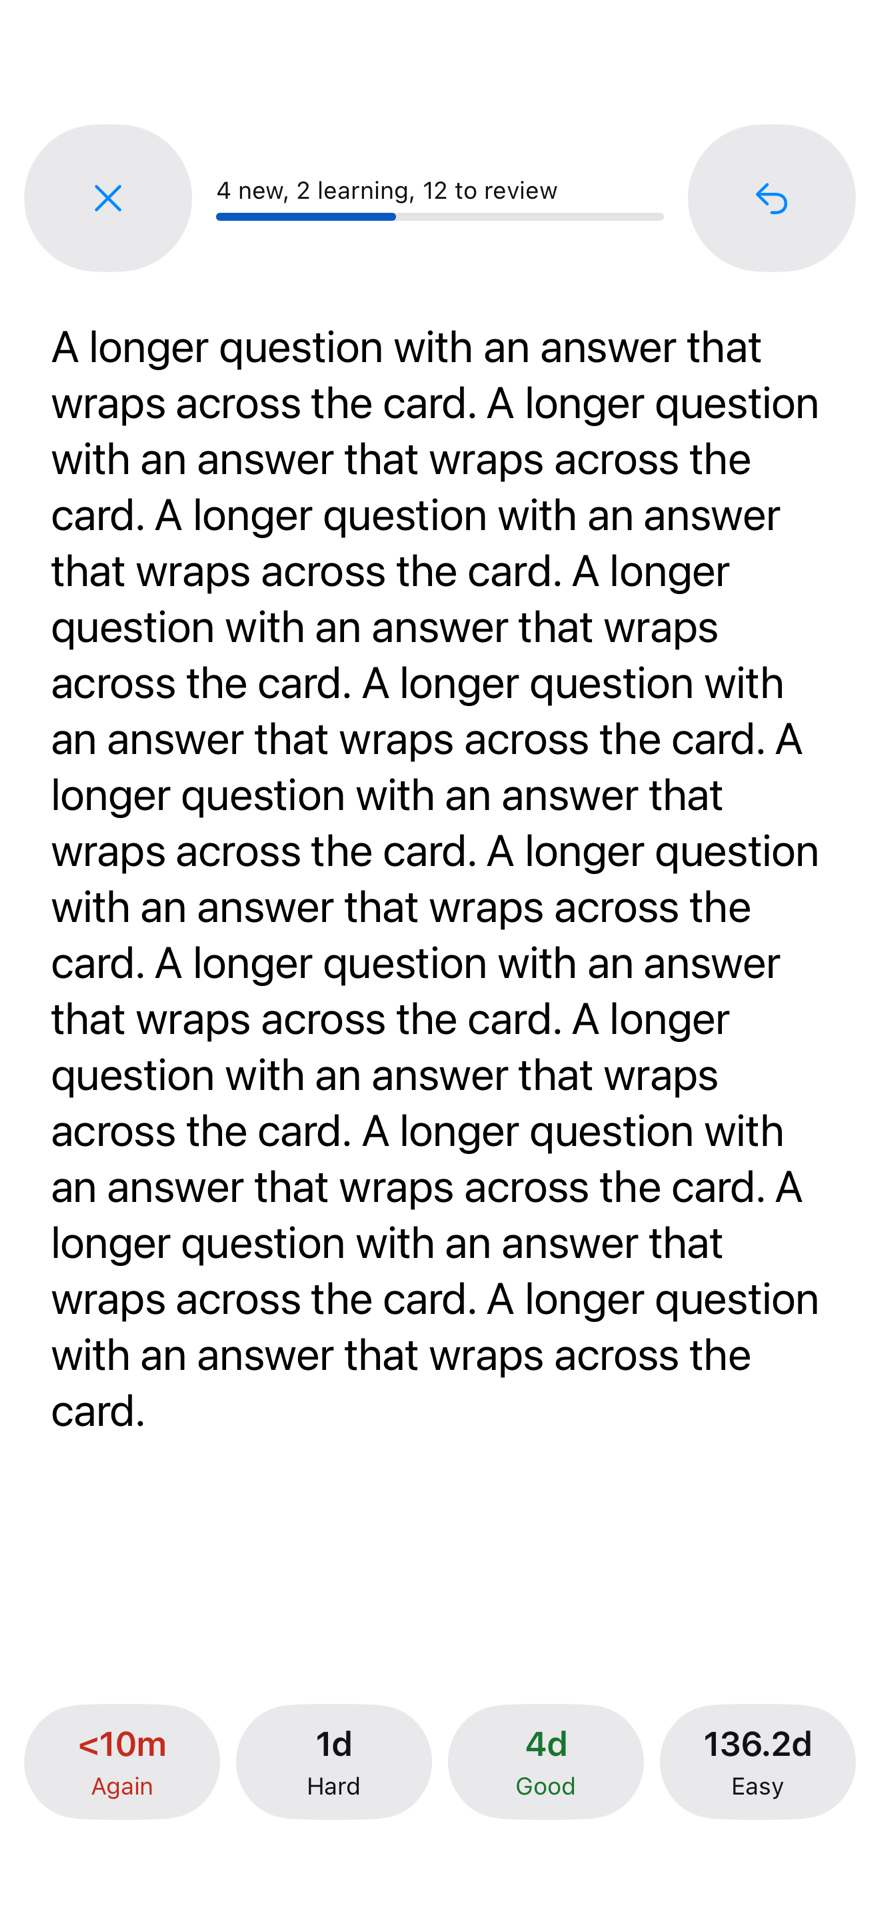 4 new, 2 learning, 12 to review
A longer question with an answer that
wraps across the card. A longer question
with an answer that wraps across the
card. A longer question with an answer
that wraps across the card. A longer
question with an answer that wraps
across the card. A longer question with
an answer that wraps across the card. A
longer question with an answer that
wraps across the card. A longer question
with an answer that wraps across the
card. A longer question with an answer
that wraps across the card. A longer
question with an answer that wraps
across the card. A longer question with
an answer that wraps across the card. A
longer question with an answer that
wraps across the card. A longer question
with an answer that wraps across the
card.
<10m 1d 4d 136.2d
Again Hard Good Easy